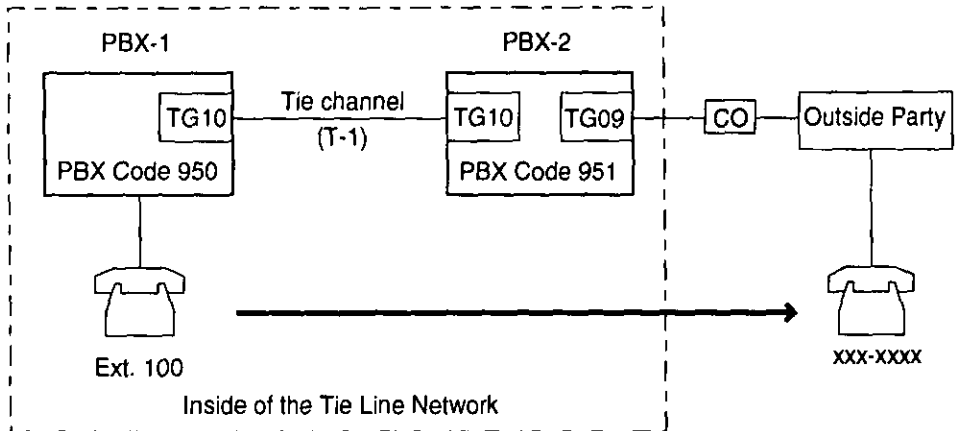 PBX-1
PBX-2
TG10
Tie channel
(T-1)
TG10
TG09
CO
Outside Party
PBX Code 950
PBX Code 951
Ext. 100
xxx-xxxx
Inside of the Tie Line Network